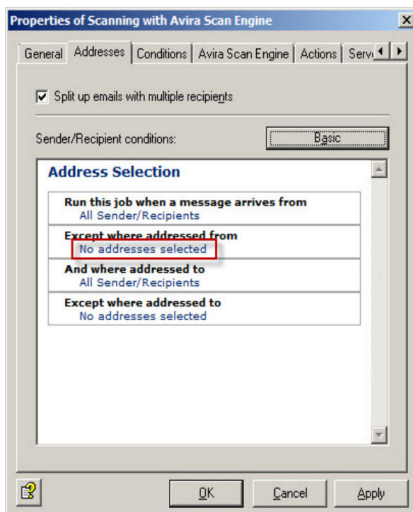 Properties of Scanning with Avira Scan Engine
General Addresses Conditions Avira Scan Engine Actions
Split up emails with multiple recipients
Sender/Recipient conditions: Basic
Address Selection
Run this job when a message arrives from
All Sender/Recipients
Except where addressed from
No addresses selected
And where addressed to
All Sender/Recipients
Except where addressed to
No addresses selected
OK Cancel Apply